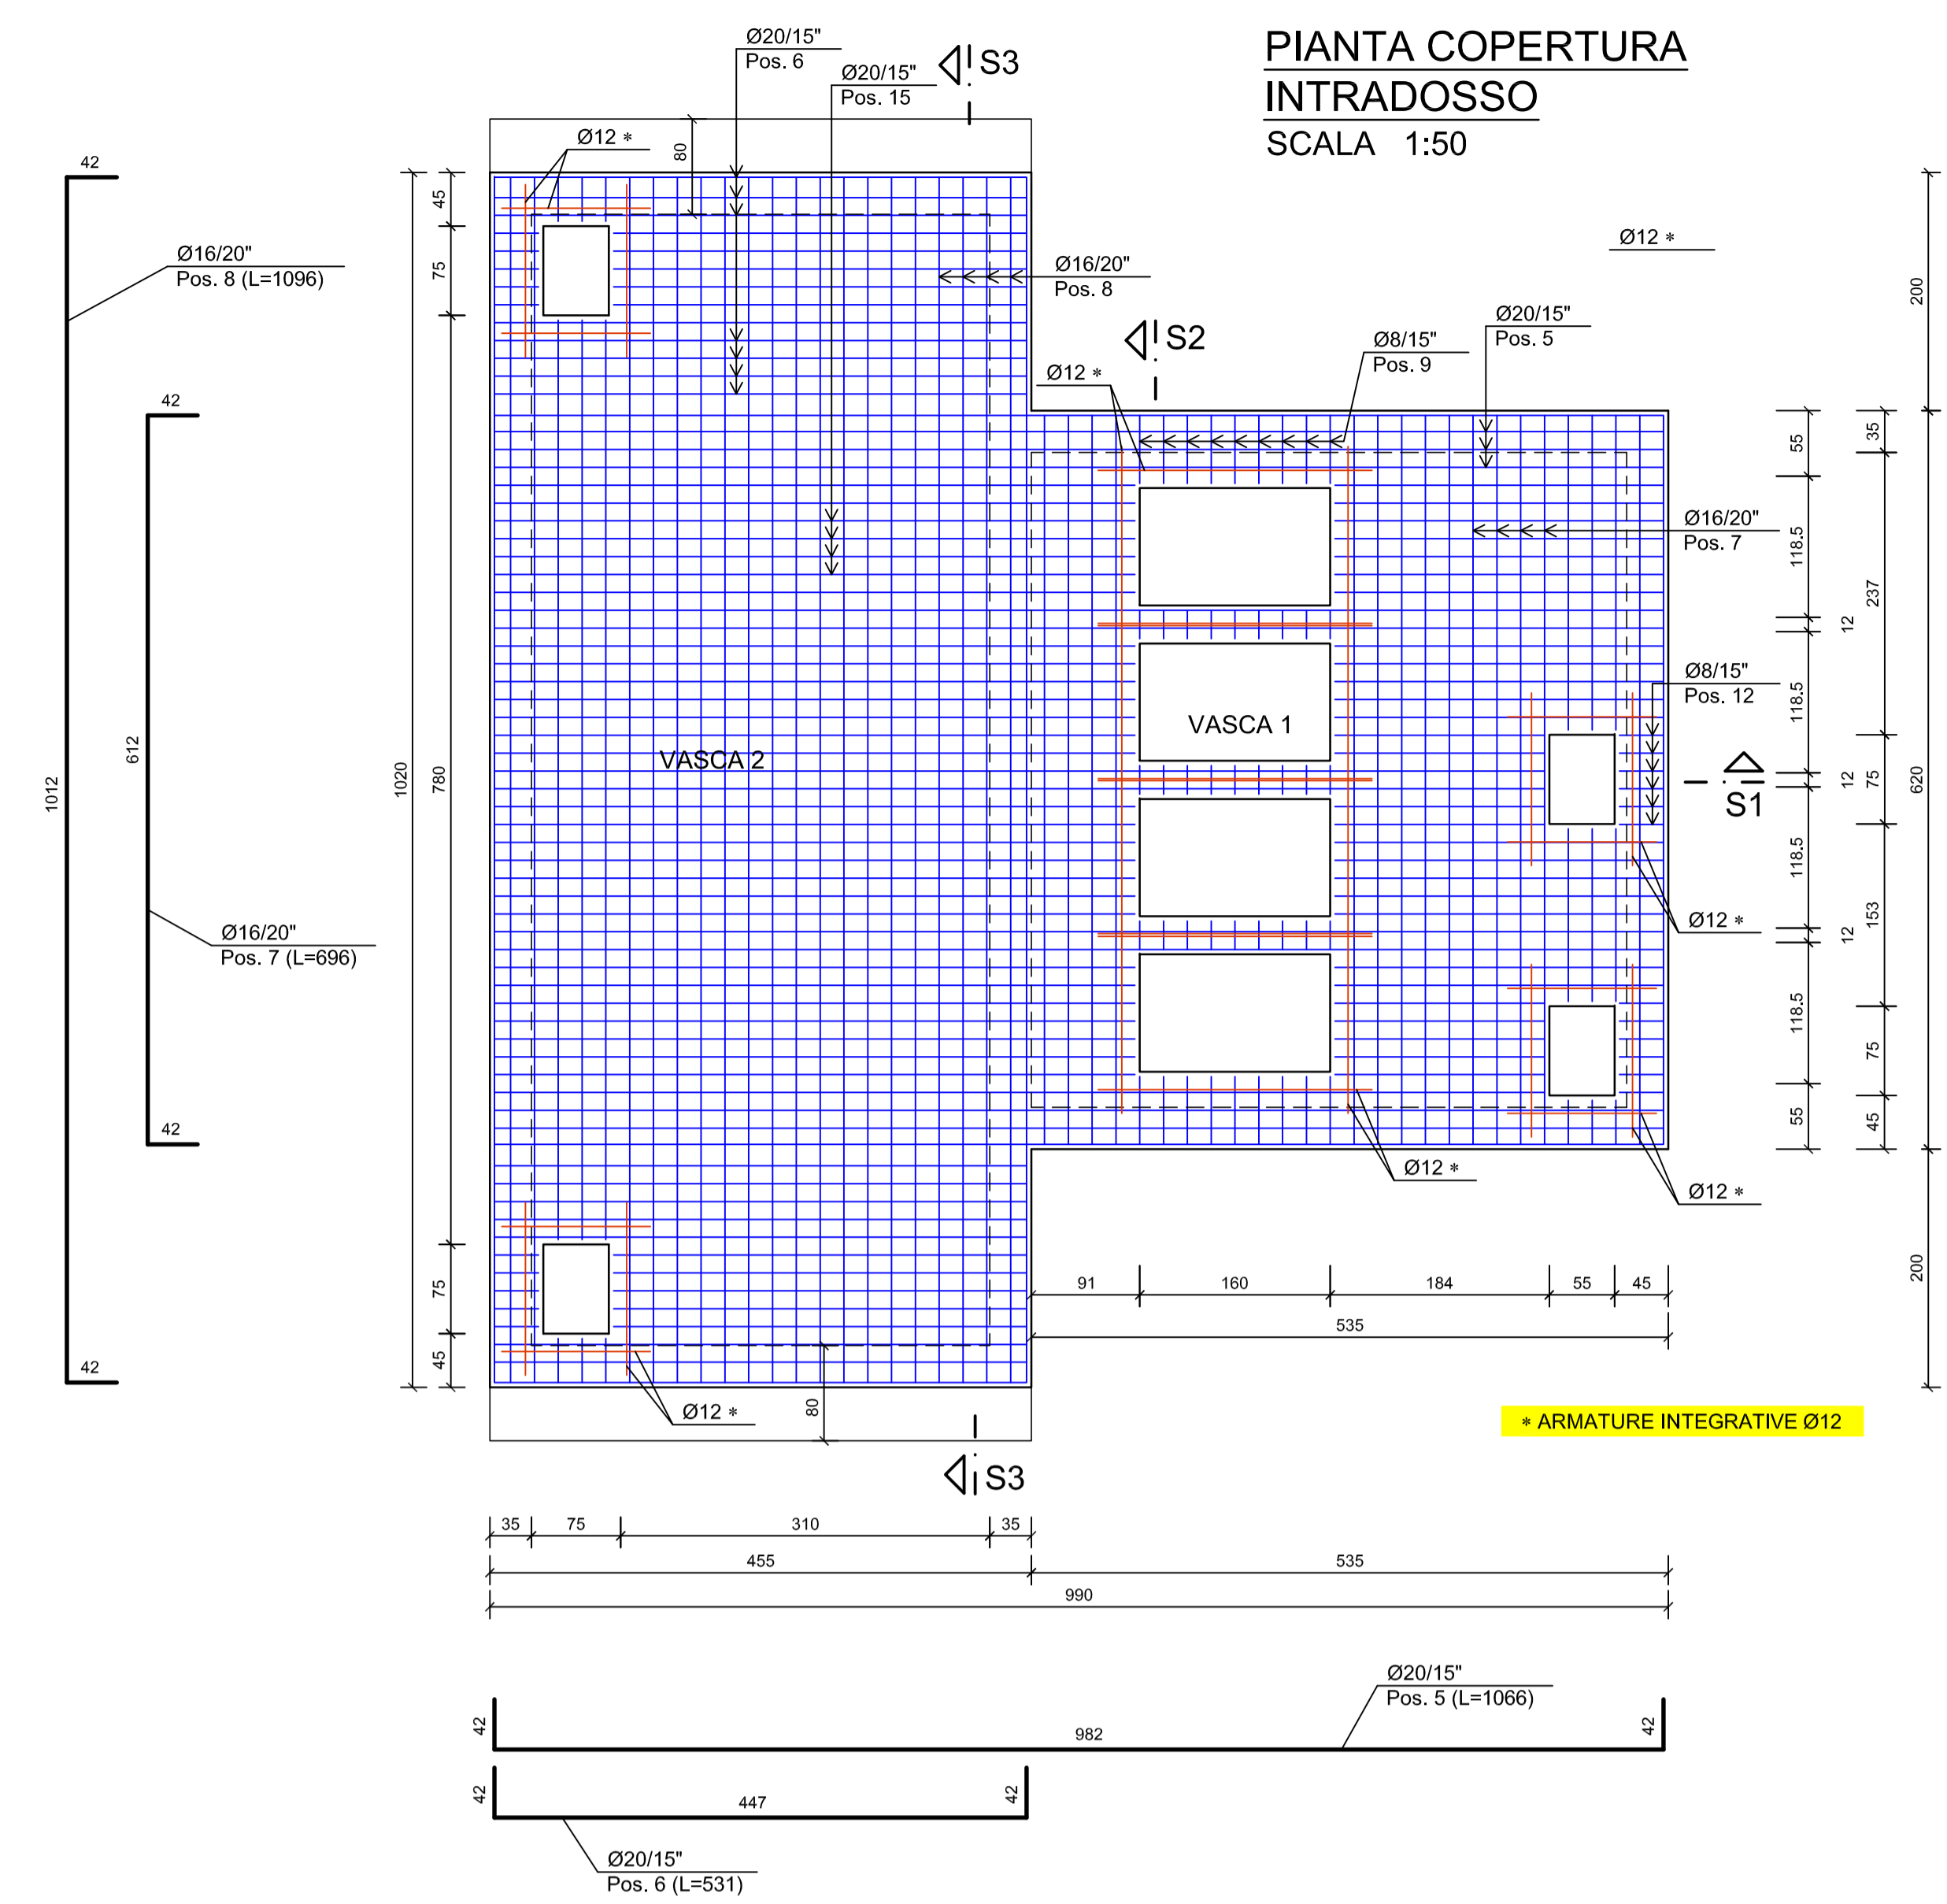 PIANTA COPERTURA
INTRADOSSO
SCALA 1:50
Ø20/15"
Pos. 6
Ø20/15"
Pos. 15
S3
Ø12 *
80
42
Ø16/20"
Pos. 8 (L=1096)
45
75
Ø16/20"
Pos. 8
Ø12 *
200
S2
Ø20/15"
Pos. 5
Ø8/15"
Pos. 9
Ø12 *
42
55
35
118.5
Ø16/20"
Pos. 7
237
12
Ø8/15"
Pos. 12
118.5
VASCA 1
VASCA 2
612
1012
1020
780
12
75
620
S1
118.5
153
Ø12 *
12
Ø16/20"
Pos. 7 (L=696)
118.5
75
42
55
45
Ø12 *
Ø12 *
75
45
200
91
160
184
55
45
535
42
Ø12 *
80
* ARMATURE INTEGRATIVE Ø12
S3
35
75
310
35
455
535
990
Ø20/15"
Pos. 5 (L=1066)
42
982
42
42
447
42
Ø20/15"
Pos. 6 (L=531)